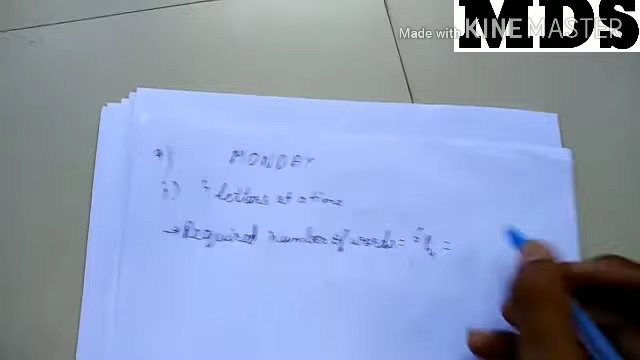 MDS
Made with KINEMASTER
MONDAY
letters at a time
→ Required number of words =